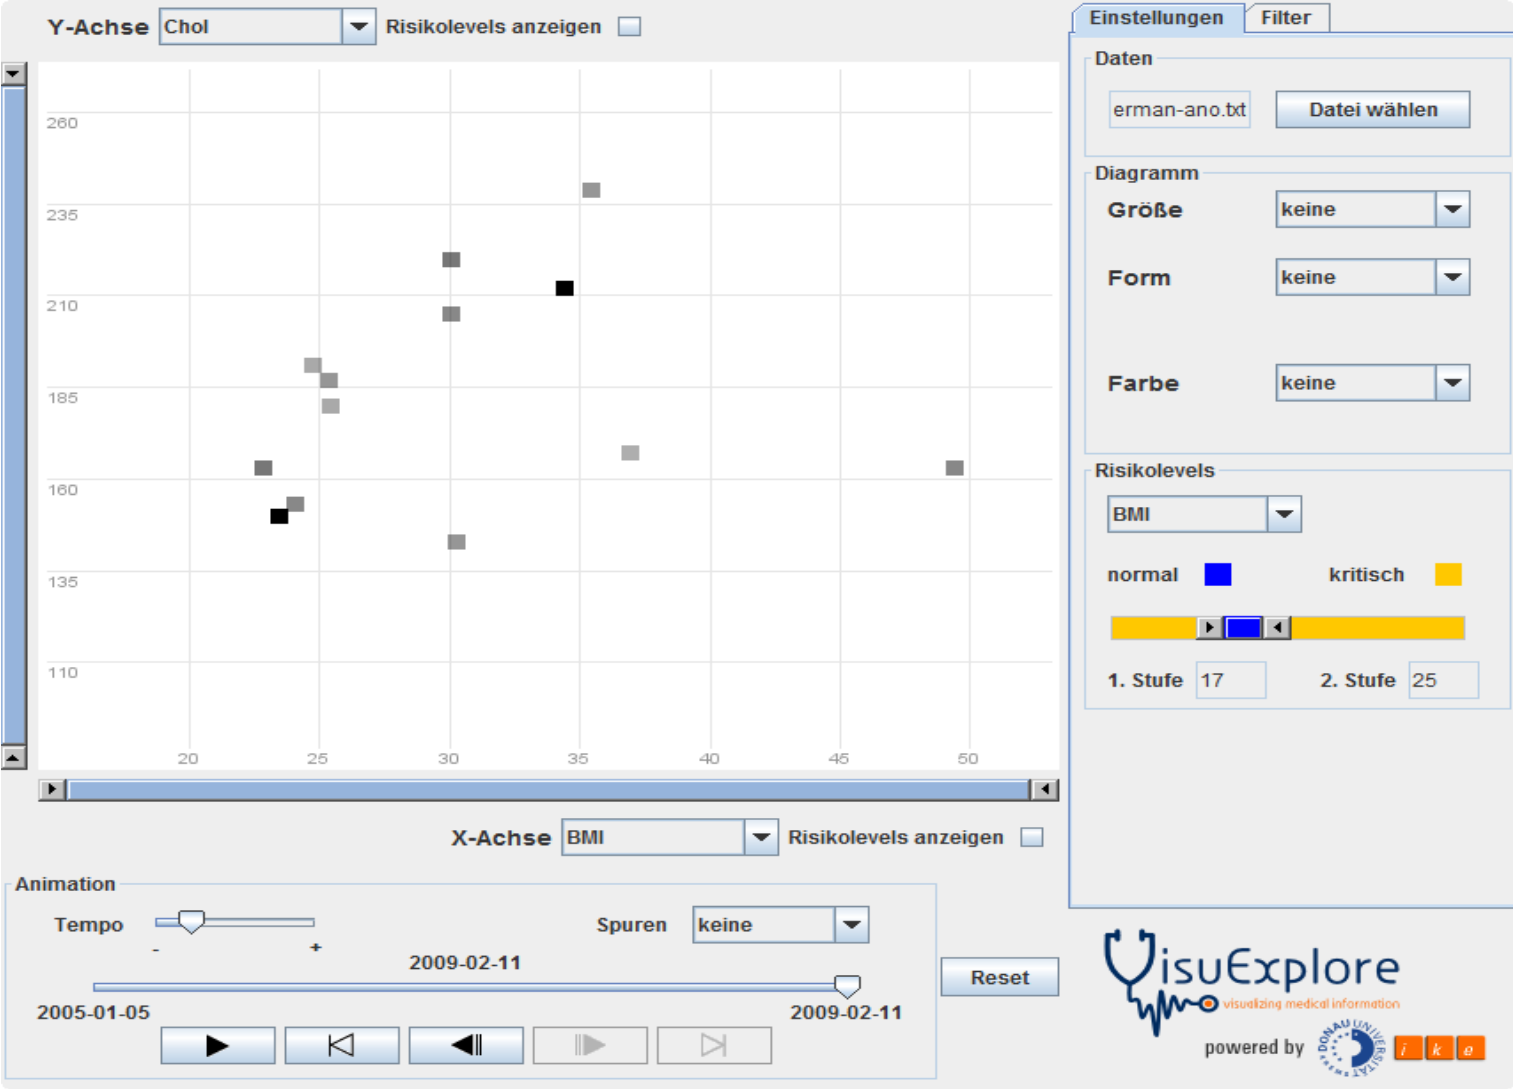 Y-Achse Chol Risikolevels anzeigen
260
235
210
185
160
135
110
20 25 30 35 40 45 50
X-Achse BMI Risikolevels anzeigen
Animation
Tempo - + Spuren keine
2009-02-11
2005-01-05 2009-02-11
Reset
Einstellungen Filter
Daten
erman-ano.txt Datei wählen
Diagramm
Größe keine
Form keine
Farbe keine
Risikolevels
BMI
normal kritisch
1. Stufe 17 2. Stufe 25
VisuExplore
visualizing medical information
powered by DONAU UNIVERSITÄT KREMS i k e